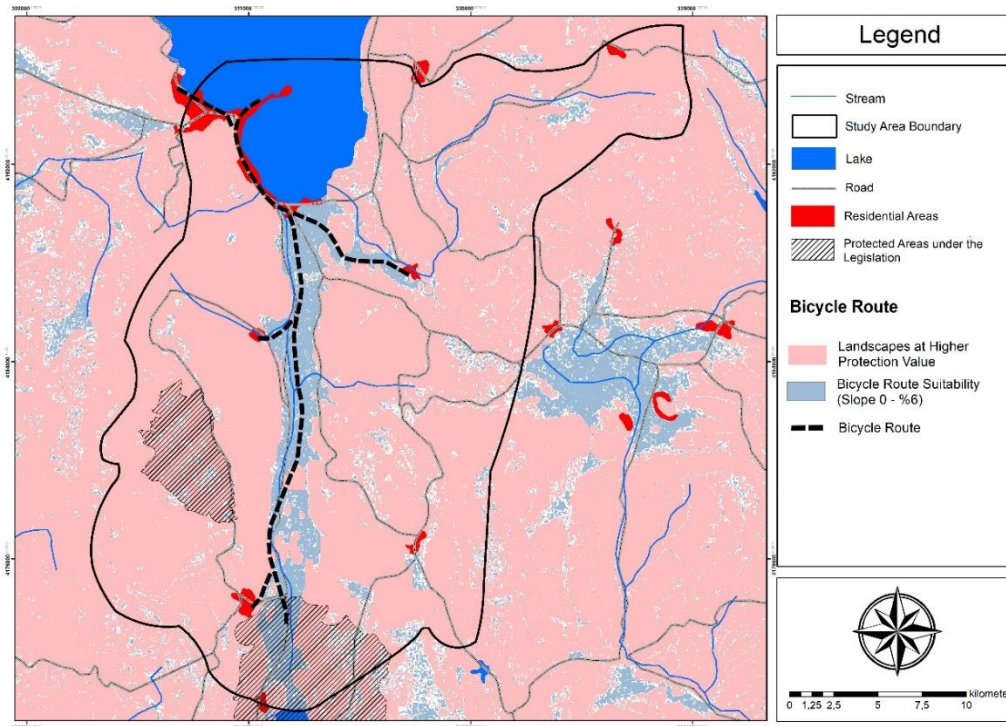 Legend
Stream
Study Area Boundary
Lake
Road
Residential Areas
Protected Areas under the
Legislation
Bicycle Route
Landscapes at Higher
Protection Value
Bicycle Route Suitability
(Slope 0 - %6)
Bicycle Route
kilometers
0 1,25 2,5 5 7,5 10